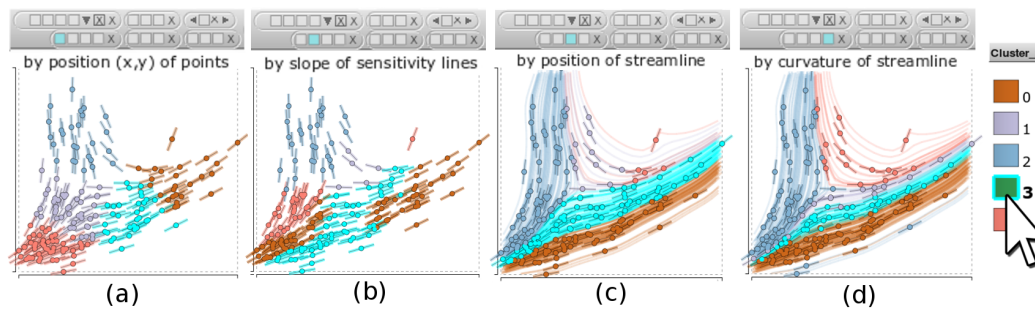 by position (x,y) of points
by slope of sensitivity lines
by position of streamline
by curvature of streamline
Cluster_
0
1
2
3
(a)
(b)
(c)
(d)